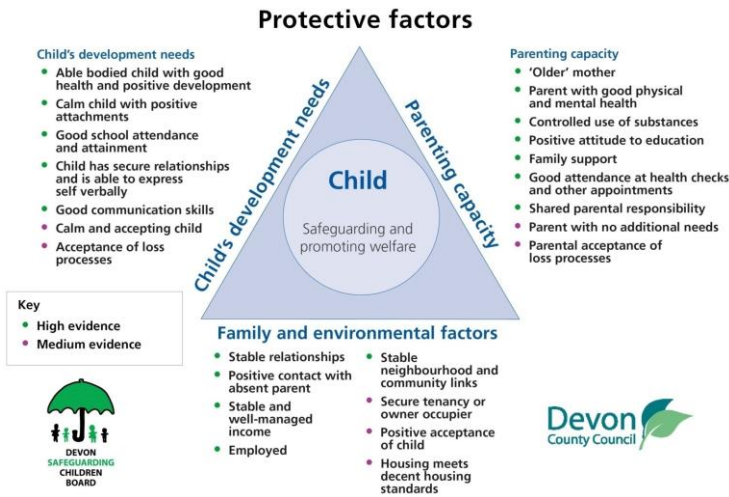 Protective factors
Child's development needs
Able bodied child with good
health and positive development
Calm child with positive
attachments
Good school attendance
and attainment
Child has secure relationships
and is able to express
self verbally
Good communication skills
Calm and accepting child
Acceptance of loss
processes
Parenting capacity
‘Older’ mother
Parent with good physical
and mental health
Controlled use of substances
Positive attitude to education
Family support
Good attendance at health checks
and other appointments
Shared parental responsibility
Parent with no additional needs
Parental acceptance of
loss processes
Child's development needs
Parenting capacity
Child
Safeguarding and
promoting welfare
Family and environmental factors
Stable relationships
Positive contact with
absent parent
Stable and
well-managed
income
Employed
Stable
neighbourhood and
community links
Secure tenancy or
owner occupier
Positive acceptance
of child
Housing meets
decent housing
standards
Key
High evidence
Medium evidence
DEVON
SAFEGUARDING
CHILDREN
BOARD
Devon
County Council